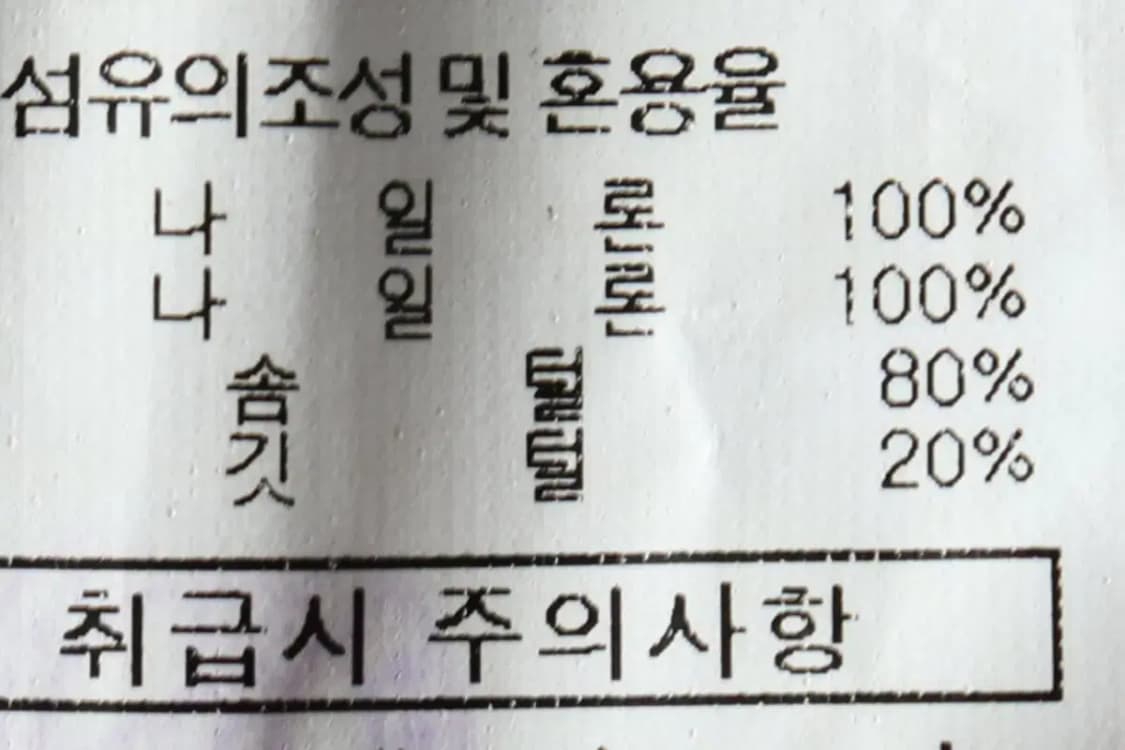 섬유의조성 및 혼용율
나 일 론 100%
나 일 론 100%
솜 털 80%
깃 털 20%
취급시 주의사항